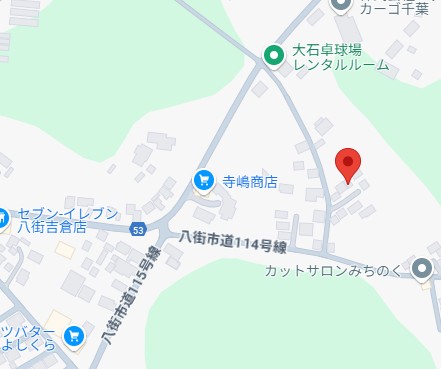 カーゴ千葉
大石卓球場
レンタルルーム
寺嶋商店
セブン-イレブン
八街吉倉店
53
八街市道114号線
八街市道115号線
カットサロンみちのく
ツバター
よしくら